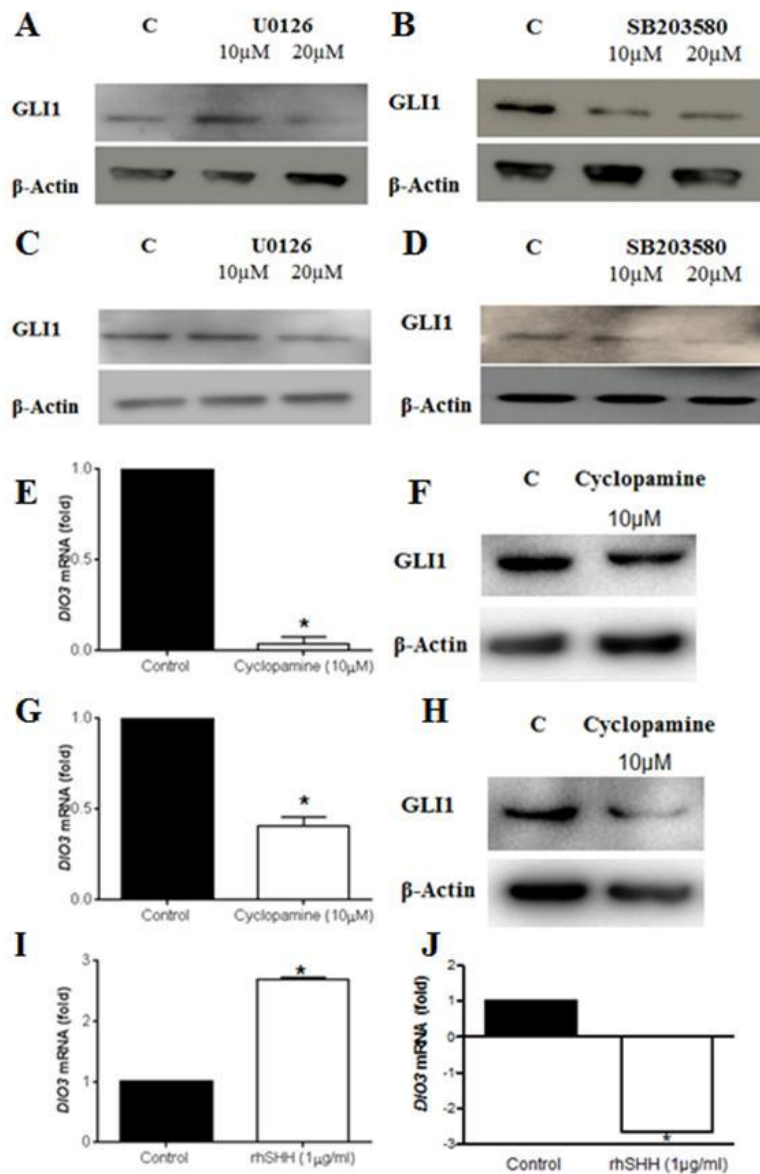 A C U0126
10µM 20µM
GLI1
β-Actin
B C SB203580
10µM 20µM
GLI1
β-Actin
C C U0126
10µM 20µM
GLI1
β-Actin
D C SB203580
10µM 20µM
GLI1
β-Actin
E
DIO3 mRNA (fold)
1.0
0.5
0.0
*
Control Cyclopamine (10µM)
F C Cyclopamine
10µM
GLI1
β-Actin
G
DIO3 mRNA (fold)
1.0
0.5
0.0
*
Control Cyclopamine (10µM)
H C Cyclopamine
10µM
GLI1
β-Actin
I
DIO3 mRNA (fold)
3
2
1
0
*
Control rhSHH (1µg/ml)
J
DIO3 mRNA (fold)
2
1
0
-1
-2
-3
*
Control rhSHH (1µg/ml)